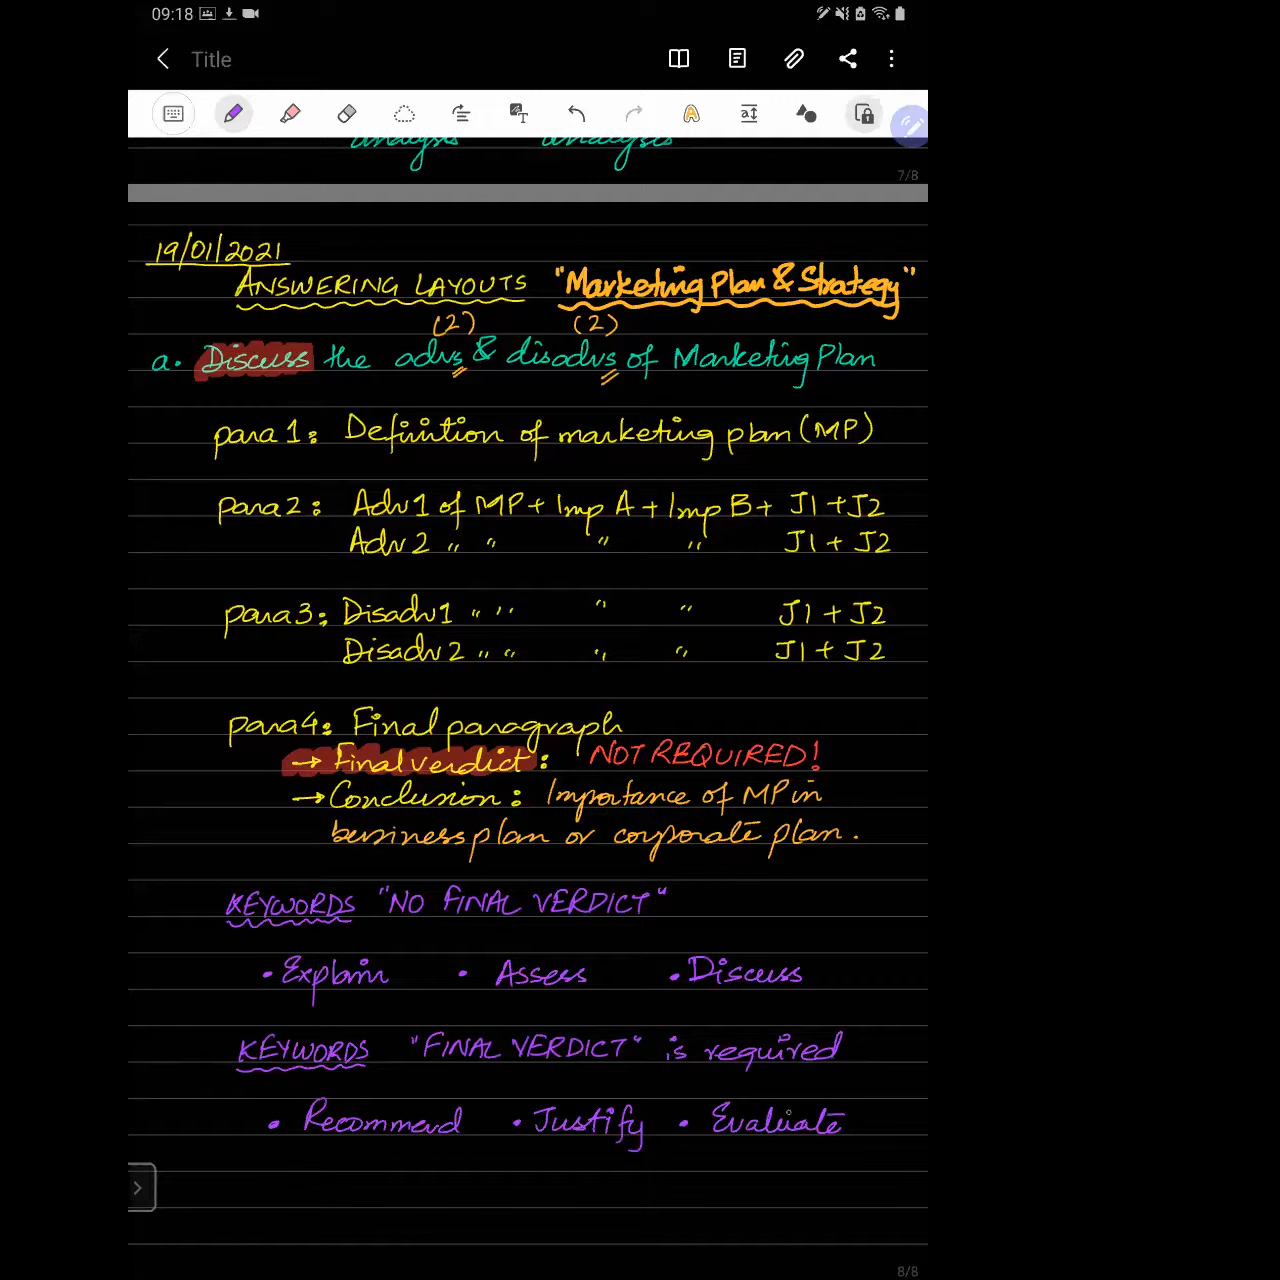 09:18
Title
analysis analysis
7/8
19/01/2021
ANSWERING LAYOUTS "Marketing Plan & Strategy"
(2) (2)
a. Discuss the advs & disadvs of Marketing Plan
para 1: Definition of marketing plan (MP)
para 2: Adv 1 of MP + Imp A + Imp B + J1 + J2
Adv 2 " " " " J1 + J2
para 3: Disadv 1 " " " " J1 + J2
Disadv 2 " " " " J1 + J2
para 4: Final paragraph
→ Final verdict: NOT REQUIRED!
→ Conclusion: Importance of MP in
business plan or corporate plan.
KEYWORDS "NO FINAL VERDICT"
• Explain • Assess • Discuss
KEYWORDS "FINAL VERDICT" is required
• Recommend • Justify • Evaluate
8/8